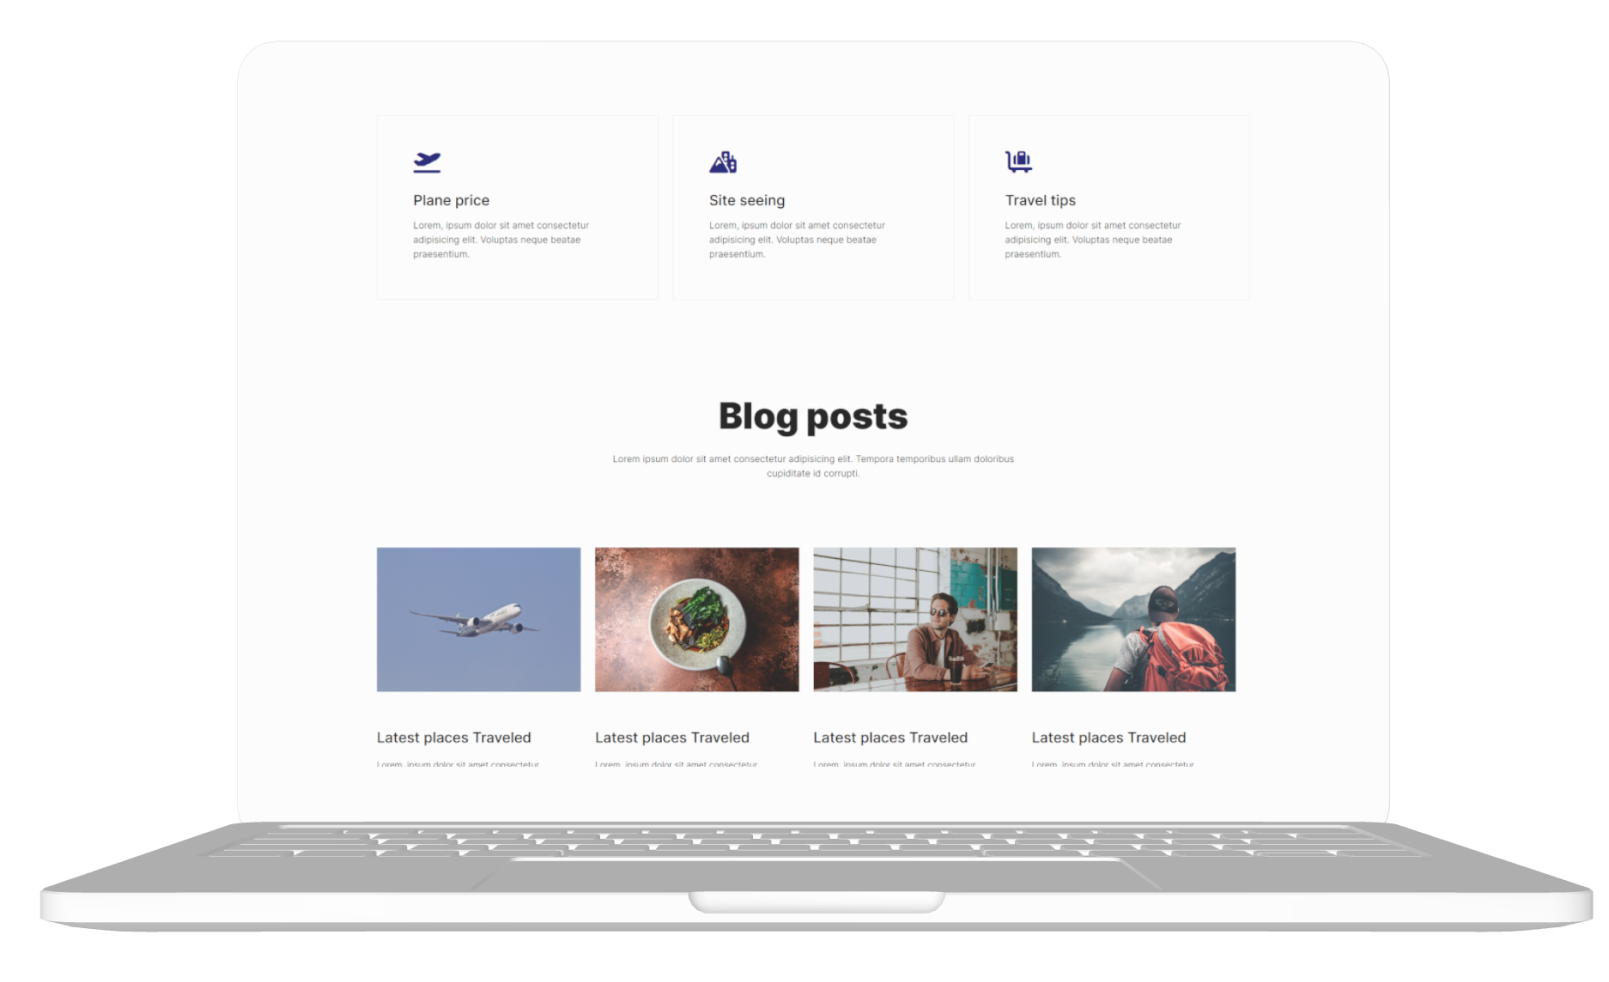 Plane price
Lorem, ipsum dolor sit amet consectetur
adipisicing elit. Voluptas neque beatae
praesentium.
Site seeing
Lorem, ipsum dolor sit amet consectetur
adipisicing elit. Voluptas neque beatae
praesentium.
Travel tips
Lorem, ipsum dolor sit amet consectetur
adipisicing elit. Voluptas neque beatae
praesentium.
Blog posts
Lorem ipsum dolor sit amet consectetur adipisicing elit. Tempora temporibus ullam doloribus
cupiditate id corrupti.
Latest places Traveled
Lorem, ipsum dolor sit amet consectetur
Latest places Traveled
Lorem, ipsum dolor sit amet consectetur
Latest places Traveled
Lorem, ipsum dolor sit amet consectetur
Latest places Traveled
Lorem, ipsum dolor sit amet consectetur